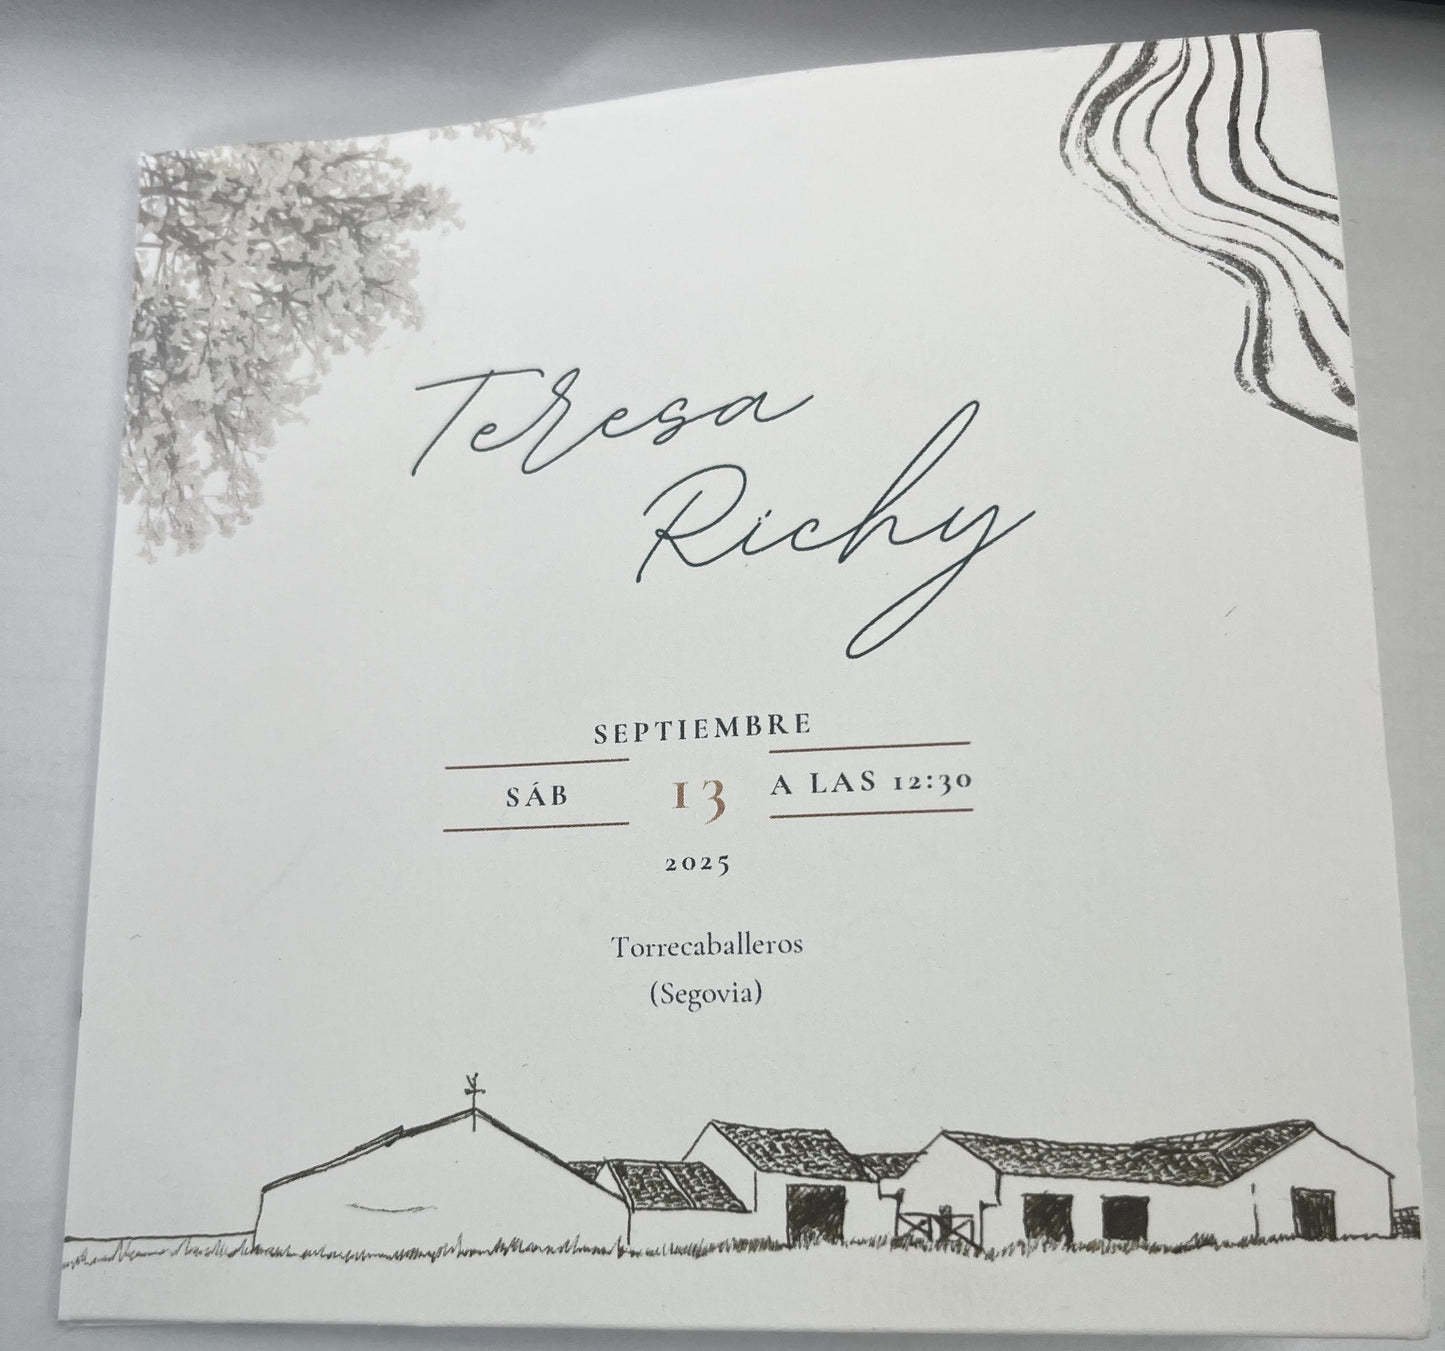 Teresa
Richy
SEPTIEMBRE
SÁB 13 A LAS 12:30
2025
Torrecaballeros
(Segovia)